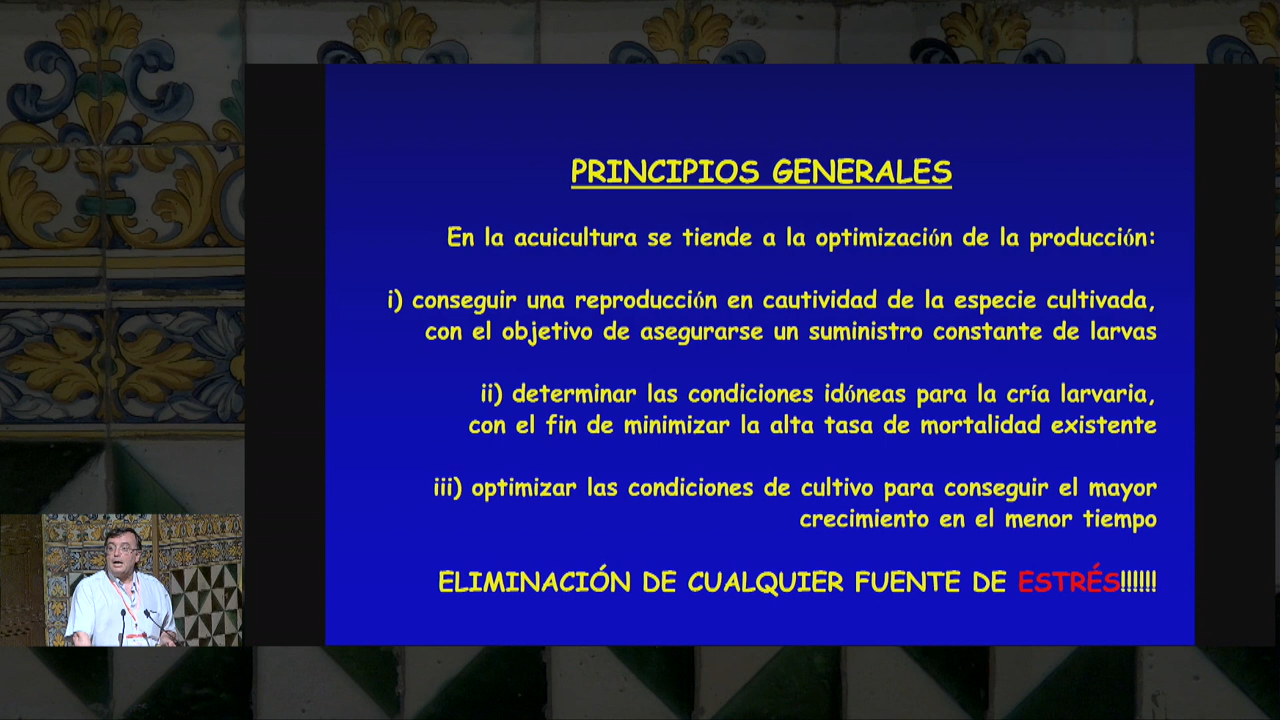 PRINCIPIOS GENERALES
En la acuicultura se tiende a la optimización de la producción:
i) conseguir una reproducción en cautividad de la especie cultivada,
con el objetivo de asegurarse un suministro constante de larvas
ii) determinar las condiciones idóneas para la cría larvaria,
con el fin de minimizar la alta tasa de mortalidad existente
iii) optimizar las condiciones de cultivo para conseguir el mayor
crecimiento en el menor tiempo
ELIMINACIÓN DE CUALQUIER FUENTE DE ESTRÉS!!!!!!